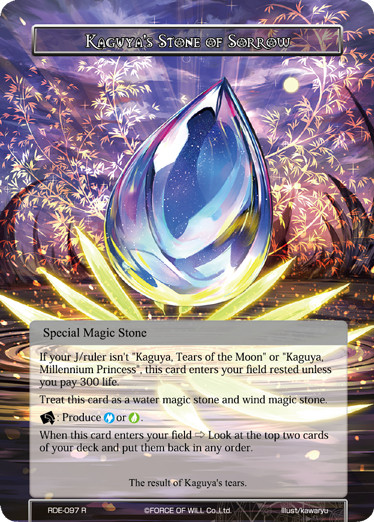 Kaguya's Stone of Sorrow
Special Magic Stone
If your J/ruler isn't "Kaguya, Tears of the Moon" or "Kaguya,
Millennium Princess", this card enters your field rested unless
you pay 300 life.
Treat this card as a water magic stone and wind magic stone.
: Produce or .
When this card enters your field ⇨ Look at the top two cards
of your deck and put them back in any order.
The result of Kaguya's tears.
RDE-097 R ©FORCE OF WILL Co.,Ltd. illust/kawaryu